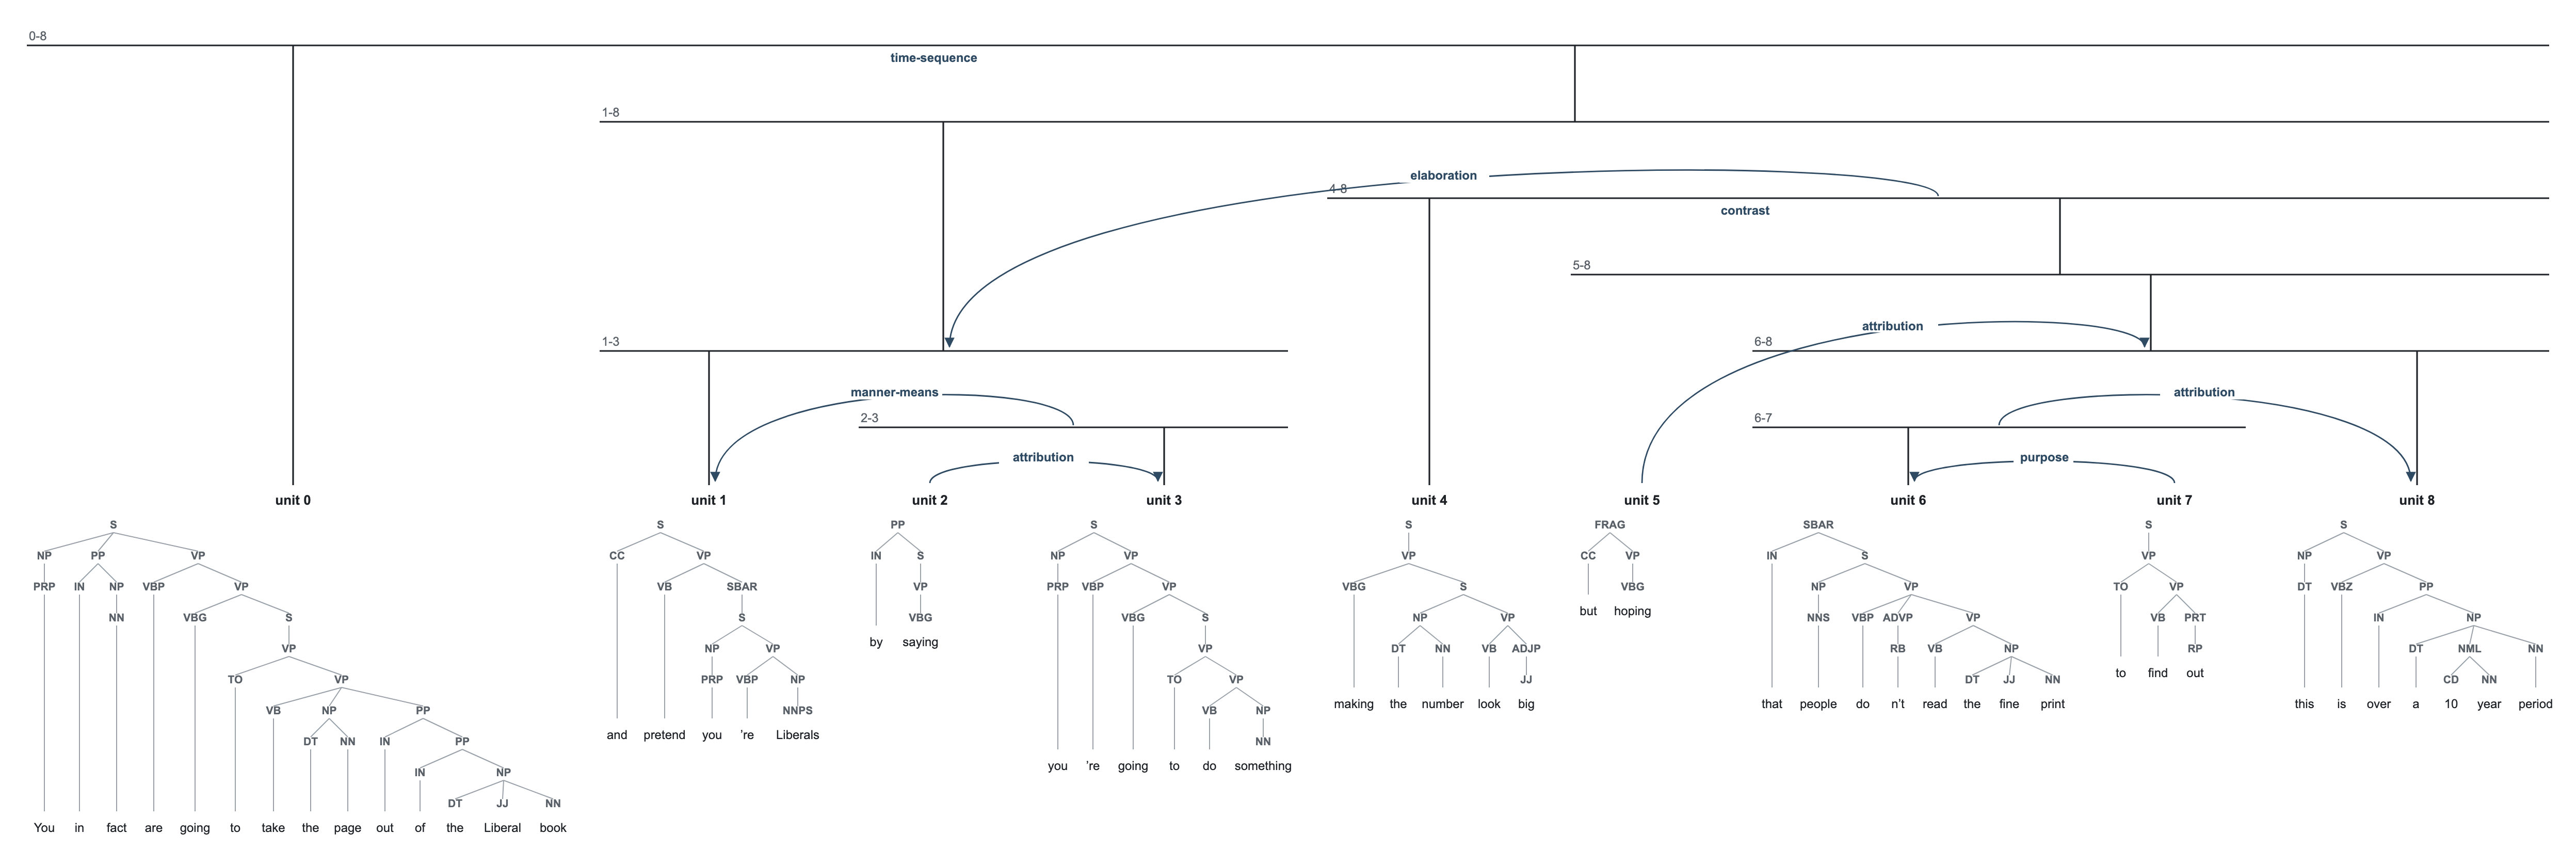 0-8
time-sequence
1-8
elaboration
4-8
contrast
5-8
attribution
1-3
6-8
manner-means
attribution
2-3
6-7
attribution
purpose
unit 0 unit 1 unit 2 unit 3 unit 4 unit 5 unit 6 unit 7 unit 8
S S PP S S FRAG SBAR S S
NP PP VP CC VP IN S NP VP VP CC VP IN S VP NP VP
PRP IN NP VBP VP VB SBAR VP PRP VBP VP VBG S VBG NP VP TO VP DT VBZ PP
NN VBG S S VBG VBG S NP VP but hoping NNS VBP ADVP VP VB PRT IN NP
VP NP VP by saying VP DT NN VB ADJP RB VB NP RP DT NML NN
TO VP PRP VBP NP TO VP JJ DT JJ NN to find out CD NN
VB NP PP NNPS VB NP making the number look big that people do n’t read the fine print this is over a 10 year period
DT NN IN PP and pretend you ’re Liberals NN
IN NP you ’re going to do something
DT JJ NN
You in fact are going to take the page out of the Liberal book